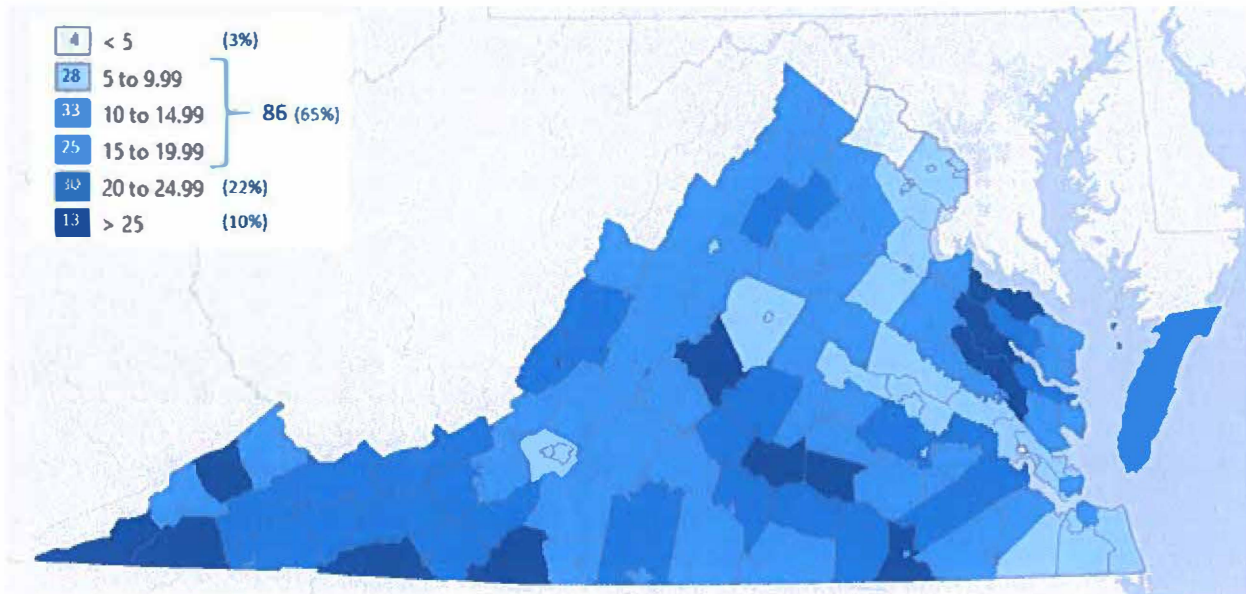 4 < 5 (3%)
28 5 to 9.99
33 10 to 14.99 86 (65%)
25 15 to 19.99
30 20 to 24.99 (22%)
13 > 25 (10%)